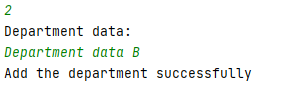 2
Department data:
Department data B
Add the department successfully